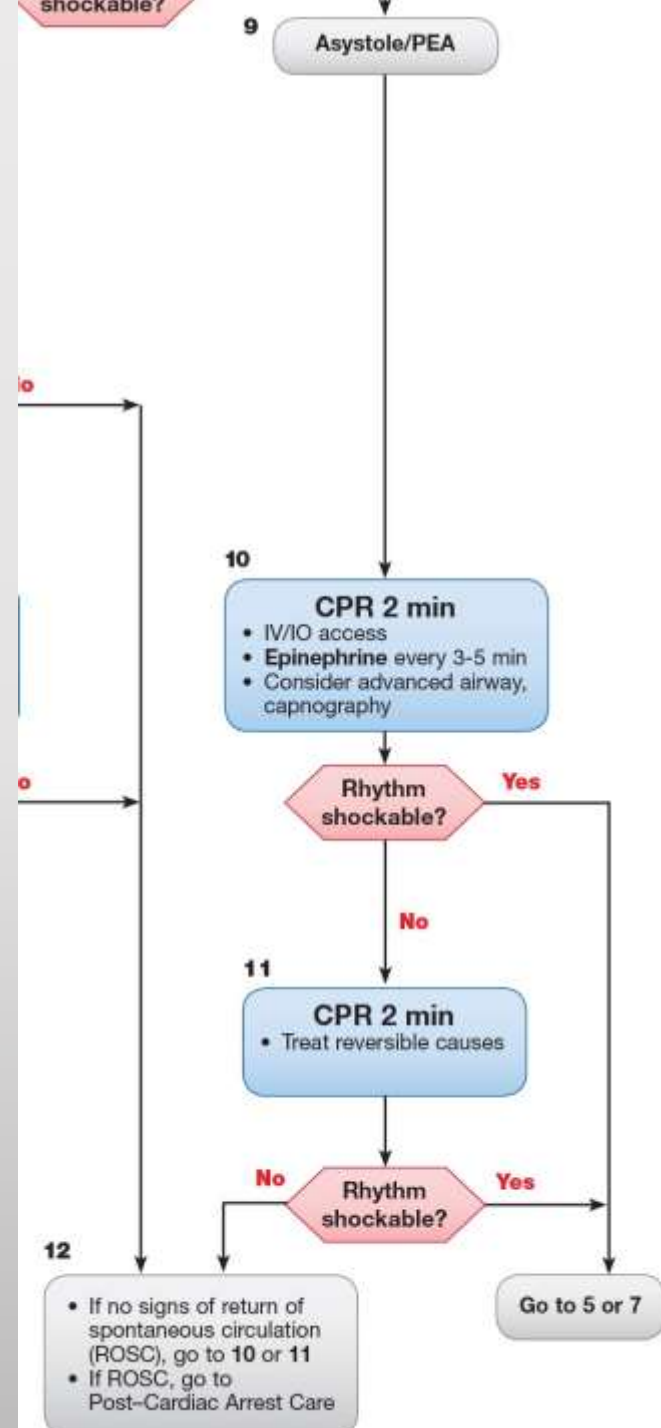 shockable?
9
Asystole/PEA
o
10
CPR 2 min
• IV/IO access
• Epinephrine every 3-5 min
• Consider advanced airway,
capnography
o
Rhythm
shockable?
Yes
No
11
CPR 2 min
• Treat reversible causes
No
Rhythm
shockable?
Yes
12
• If no signs of return of
spontaneous circulation
(ROSC), go to 10 or 11
• If ROSC, go to
Post–Cardiac Arrest Care
Go to 5 or 7